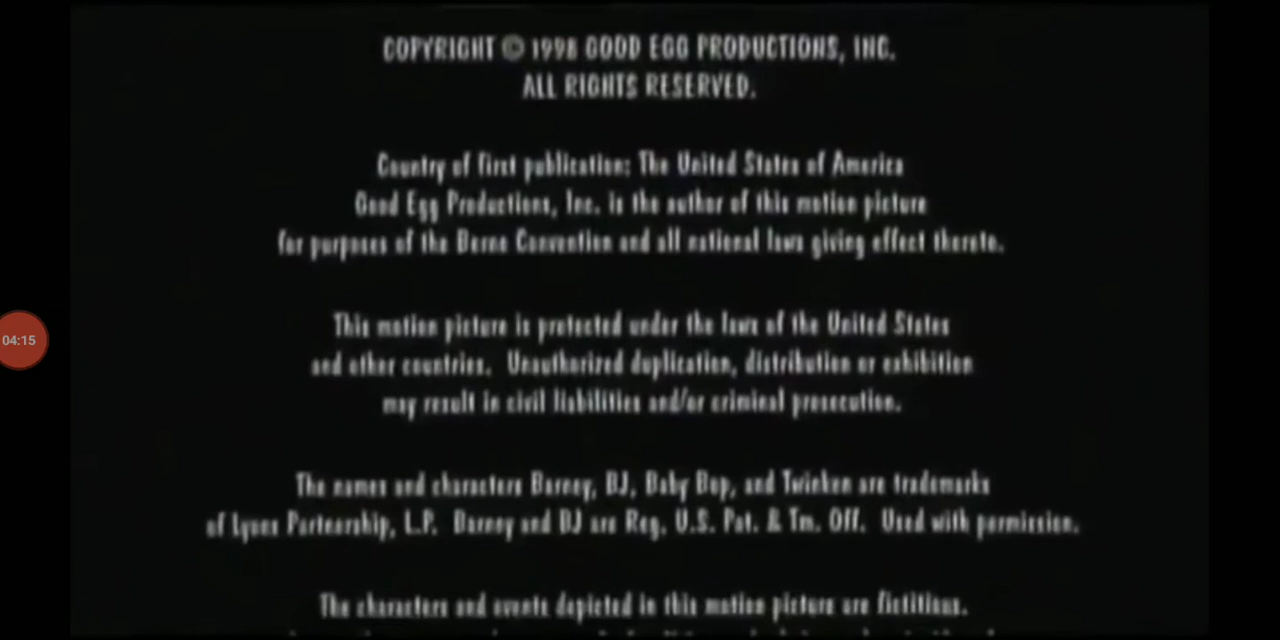 COPYRIGHT © 1998 GOOD EGG PRODUCTIONS, INC.
ALL RIGHTS RESERVED.
Country of first publication: The United States of America
Good Egg Productions, Inc. is the author of this motion picture
for purposes of the Berne Convention and all national laws giving effect thereto.
This motion picture is protected under the laws of the United States
and other countries. Unauthorized duplication, distribution or exhibition
may result in civil liabilities and/or criminal prosecution.
The names and characters Barney, BJ, Baby Bop, and Twinken are trademarks
of Lyons Partnership, L.P. Barney and BJ are Reg. U.S. Pat. & Tm. Off. Used with permission.
04:15
The characters and events depicted in this motion picture are fictitious.